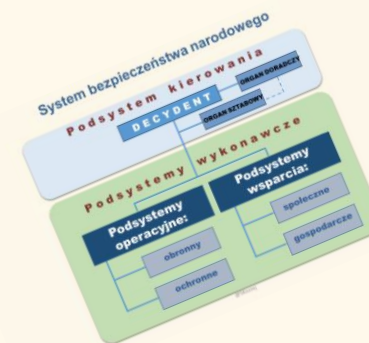 System bezpieczeństwa narodowego
Podsystem kierowania
DECYDENT
ORGAN DORADCZY
ORGAN SZTABOWY
Podsystemy wykonawcze
Podsystemy
operacyjne:
obronny
ochronne
Podsystemy
wsparcia:
społeczne
gospodarcze